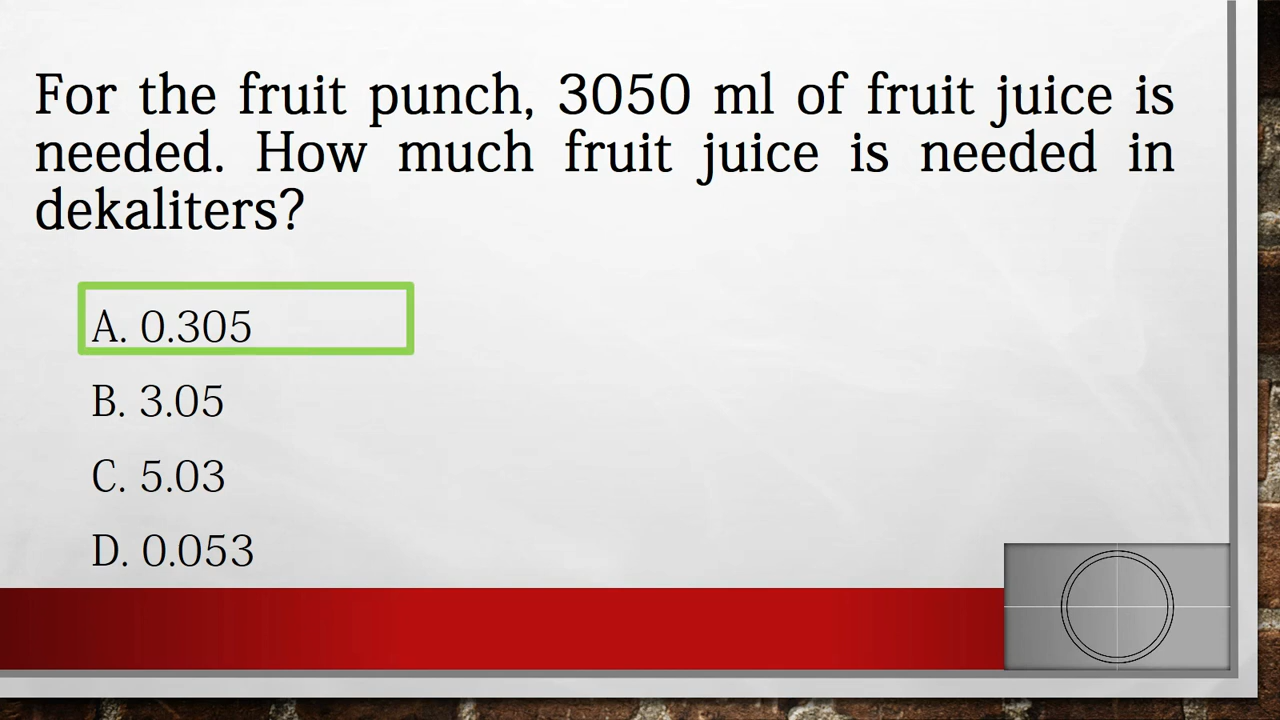 For the fruit punch, 3050 ml of fruit juice is
needed. How much fruit juice is needed in
dekaliters?
A. 0.305
B. 3.05
C. 5.03
D. 0.053